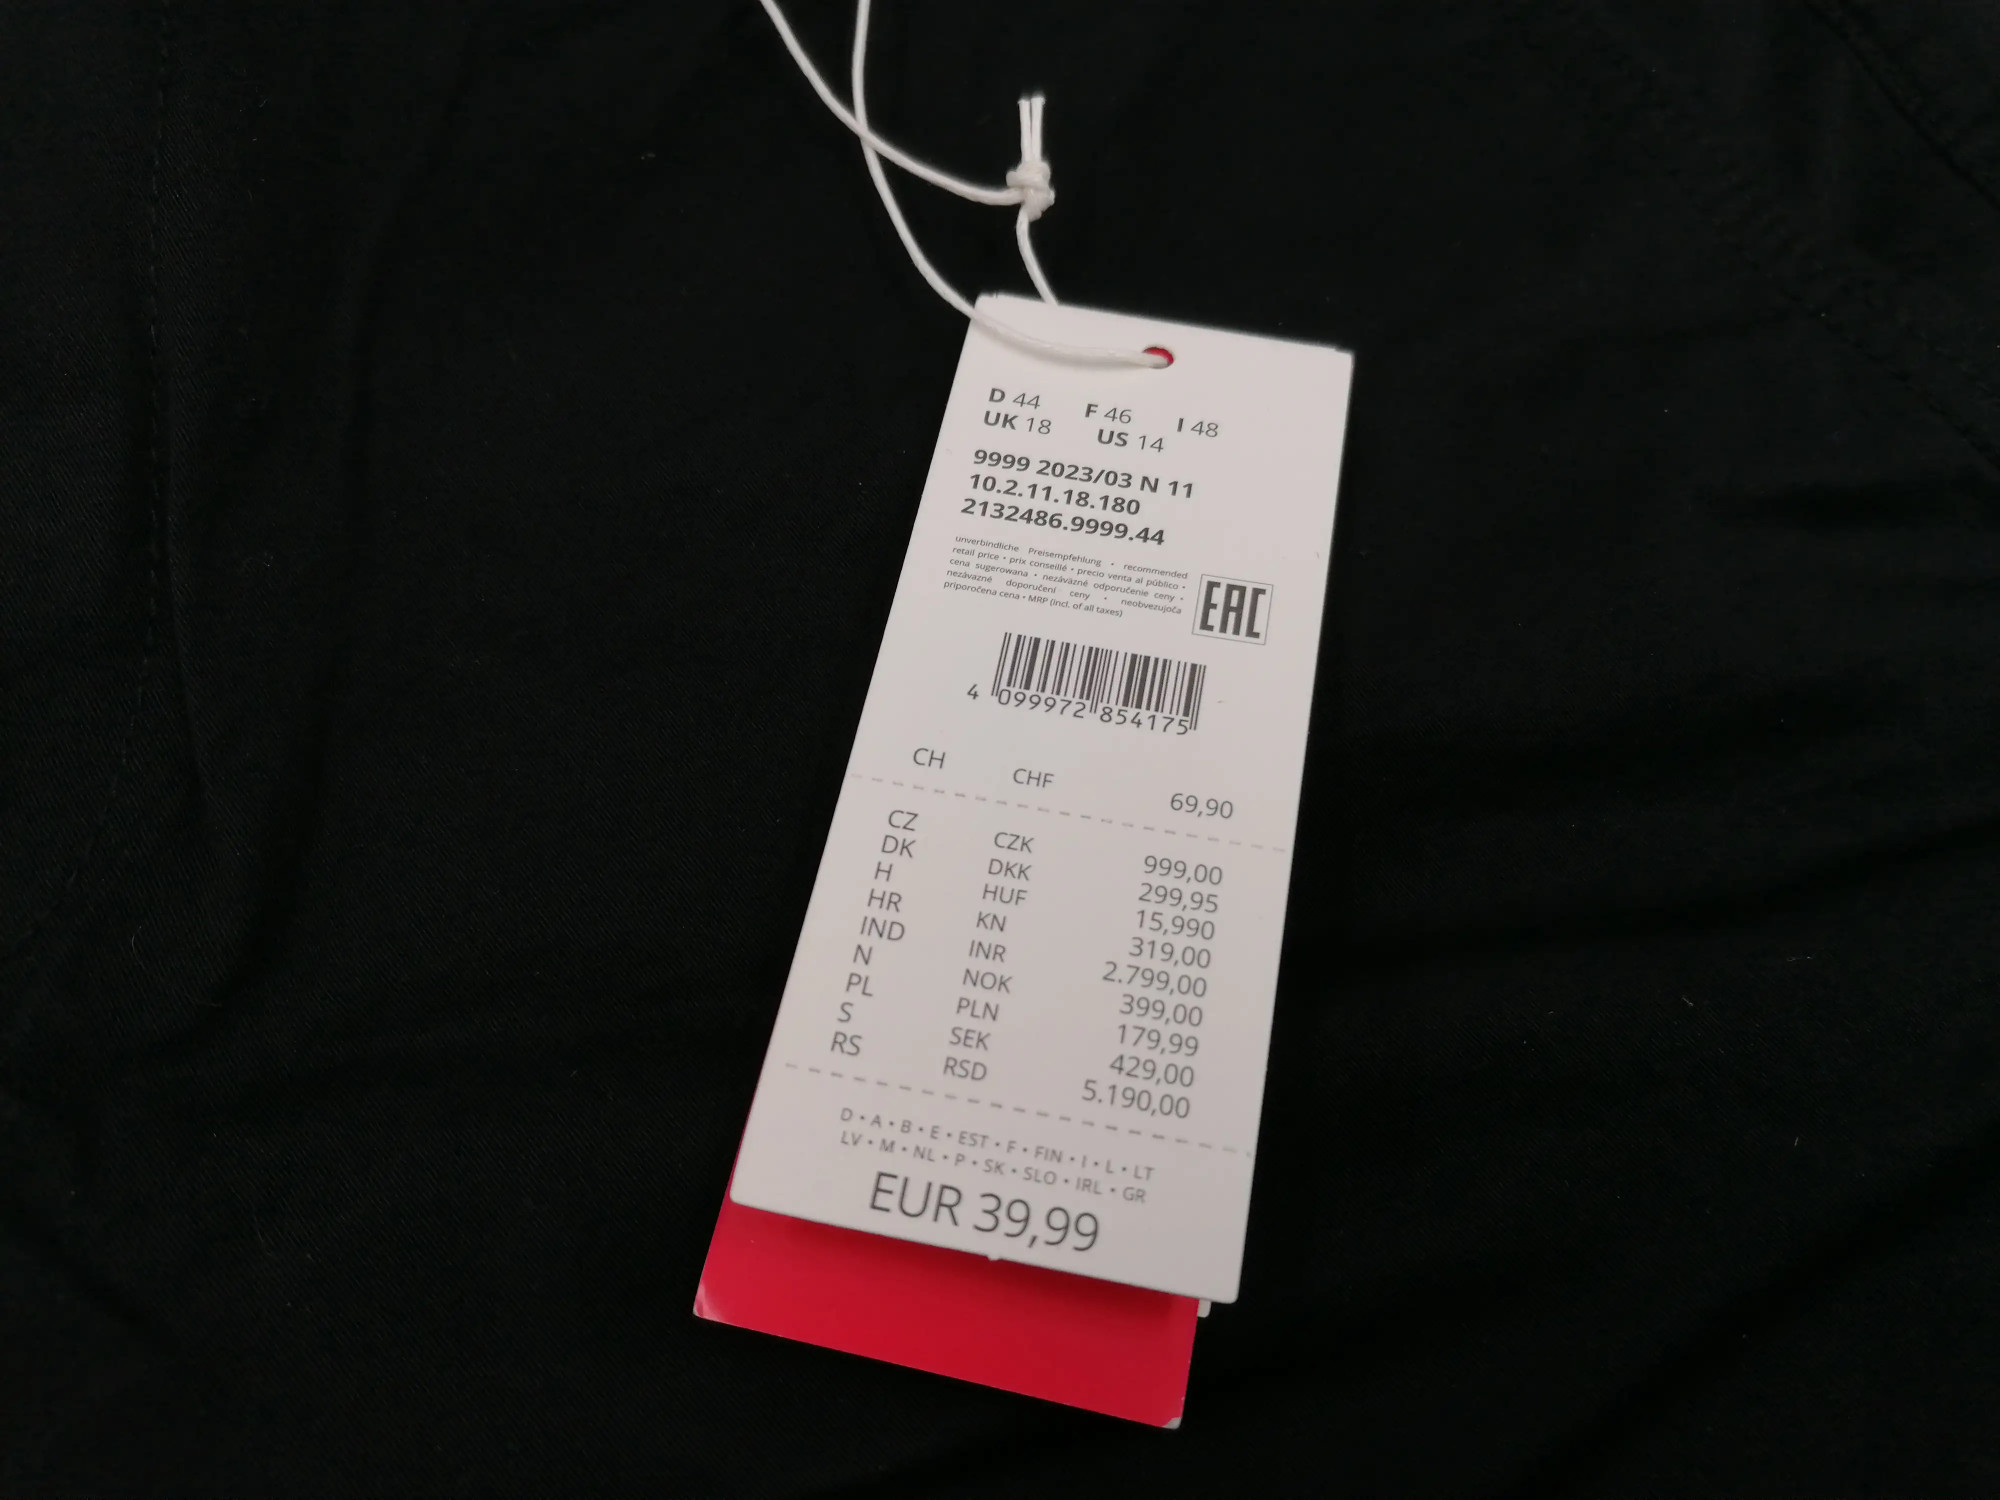 D 44 F 46 I 48
UK 18 US 14
9999 2023/03 N 11
10.2.11.18.180
2132486.9999.44
unverbindliche Preisempfehlung • recommended
retail price • prix conseillé • precio venta al público •
cena sugerowana • nezáväzné odporučenie ceny •
nezávazné doporučení ceny • neobvezujoča
priporočena cena • MRP (incl. of all taxes)
EAC
4 099972 854175
CH CHF 69,90
CZ CZK 999,00
DK DKK 299,95
H HUF 15,990
HR KN 319,00
IND INR 2.799,00
N NOK 399,00
PL PLN 179,99
S SEK 429,00
RS RSD 5.190,00
D • A • B • E • EST • F • FIN • I • L • LT
LV • M • NL • P • SK • SLO • IRL • GR
EUR 39,99